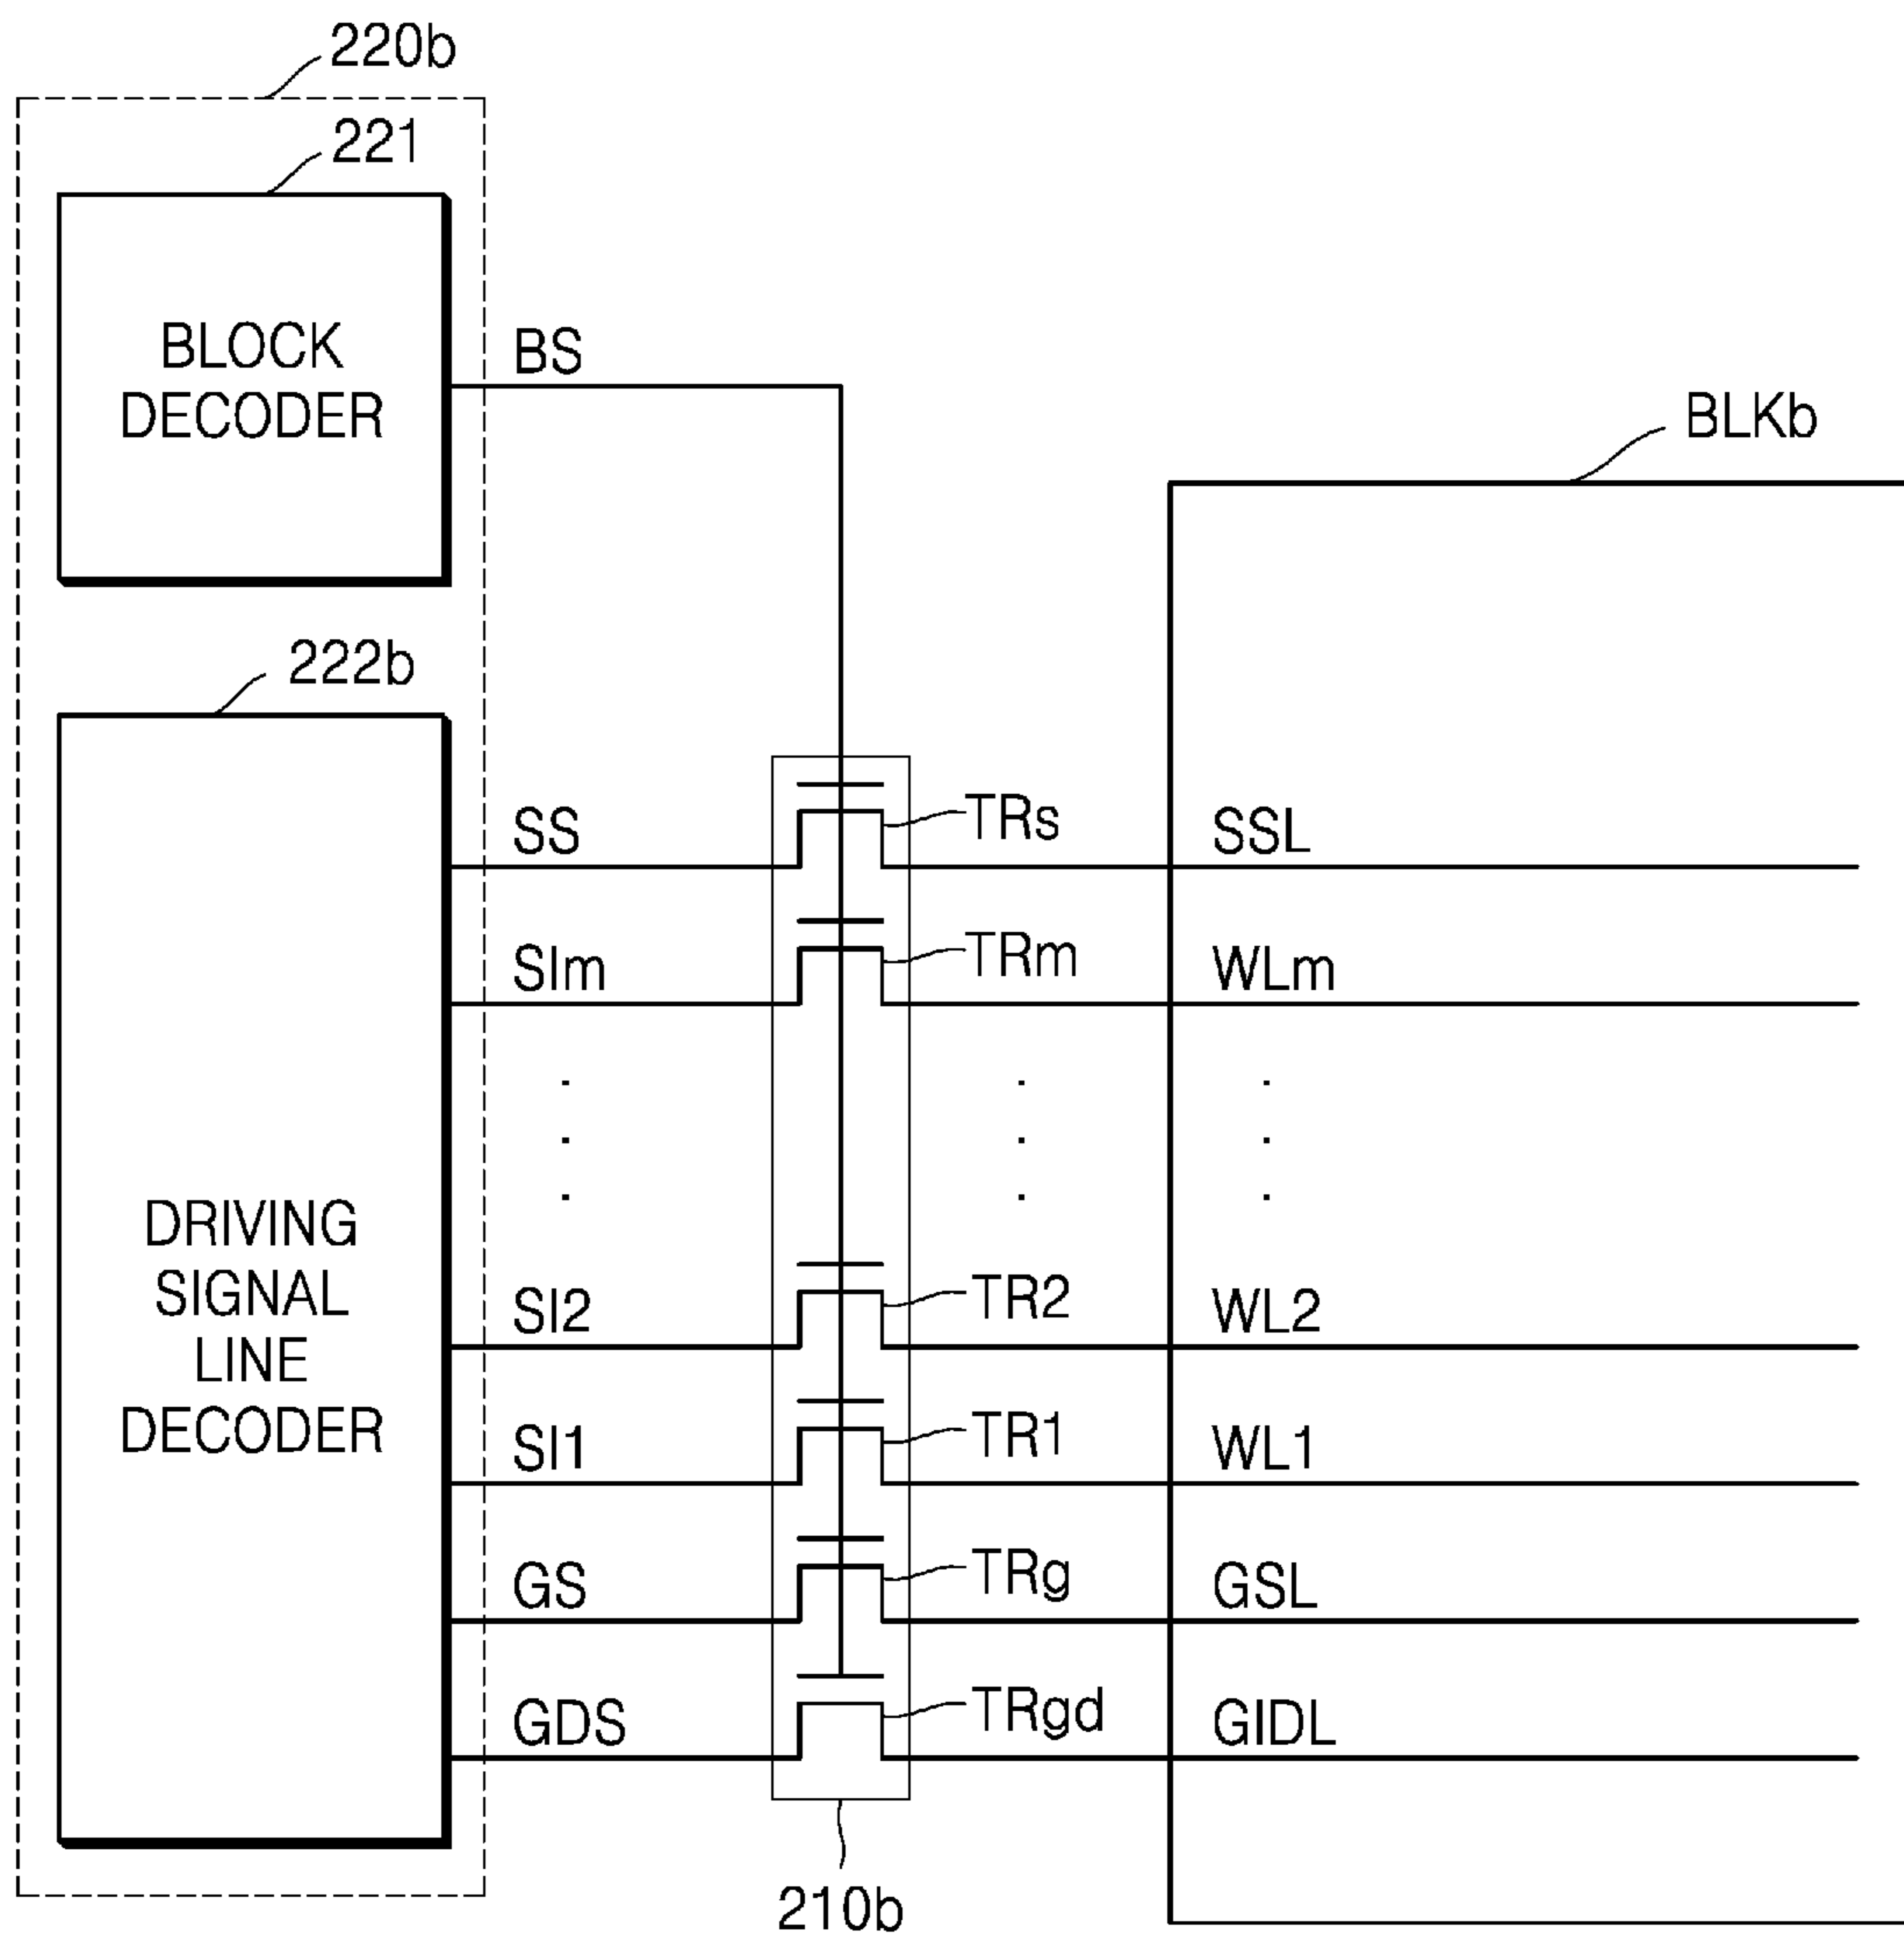 220b
221
BLOCK
DECODER
BS
BLKb
222b
SS
TRs
SSL
SIm
TRm
WLm
DRIVING
SIGNAL
LINE
DECODER
SI2
TR2
WL2
SI1
TR1
WL1
GS
TRg
GSL
GDS
TRgd
GIDL
210b